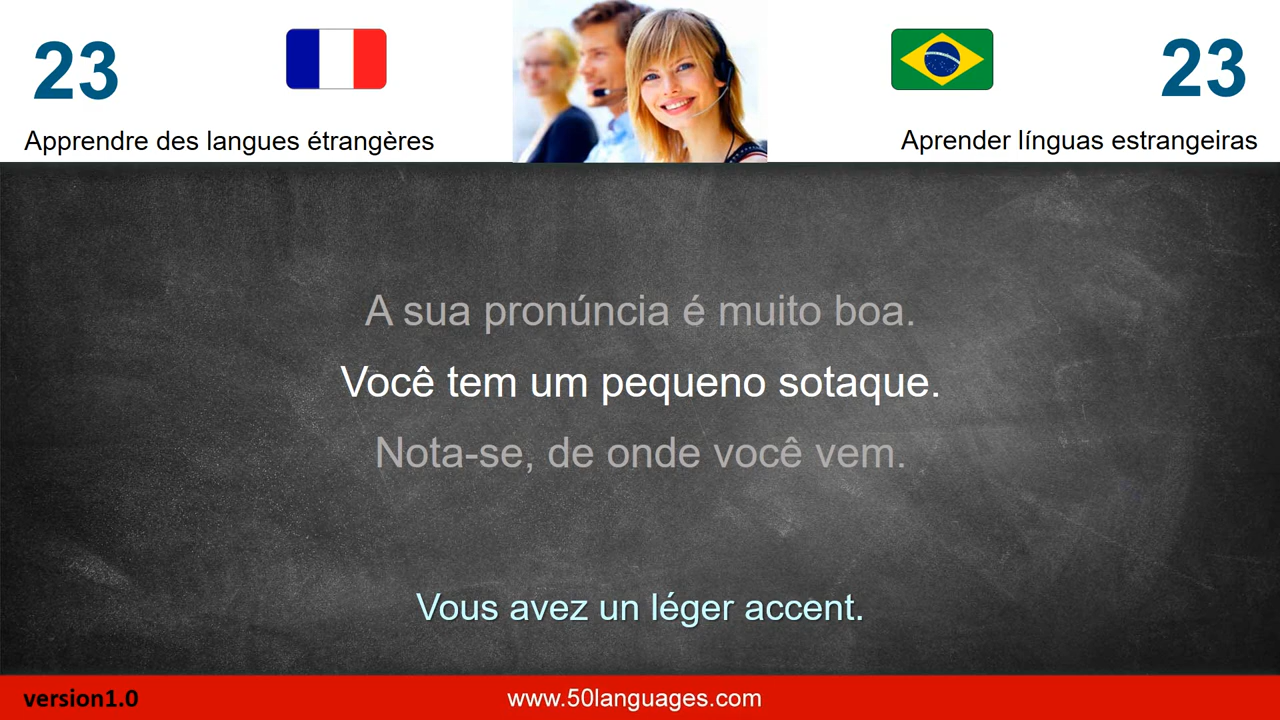 23
23
Apprendre des langues étrangères
Aprender línguas estrangeiras
A sua pronúncia é muito boa.
Você tem um pequeno sotaque.
Nota-se, de onde você vem.
Vous avez un léger accent.
version1.0
www.50languages.com